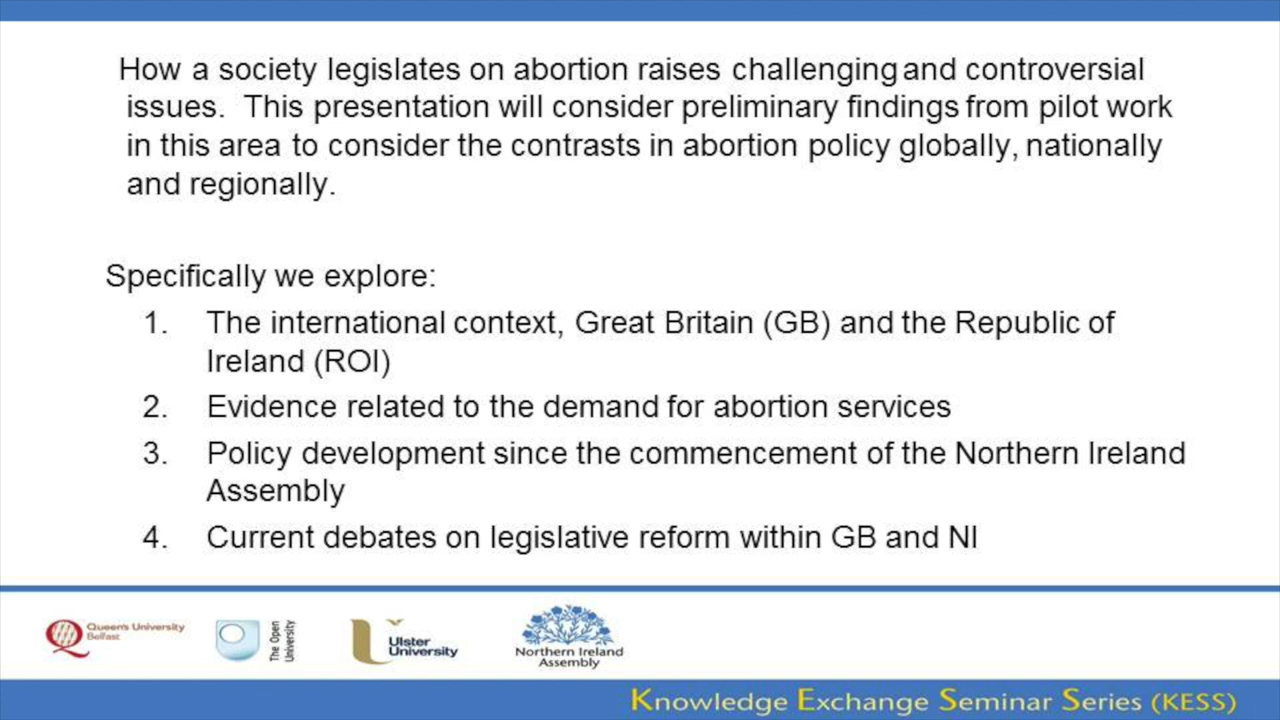 How a society legislates on abortion raises challenging and controversial
issues. This presentation will consider preliminary findings from pilot work
in this area to consider the contrasts in abortion policy globally, nationally
and regionally.
Specifically we explore:
1. The international context, Great Britain (GB) and the Republic of
Ireland (ROI)
2. Evidence related to the demand for abortion services
3. Policy development since the commencement of the Northern Ireland
Assembly
4. Current debates on legislative reform within GB and NI
Queen's University
Belfast
The Open
University
Ulster
University
Northern Ireland
Assembly
Knowledge Exchange Seminar Series (KESS)